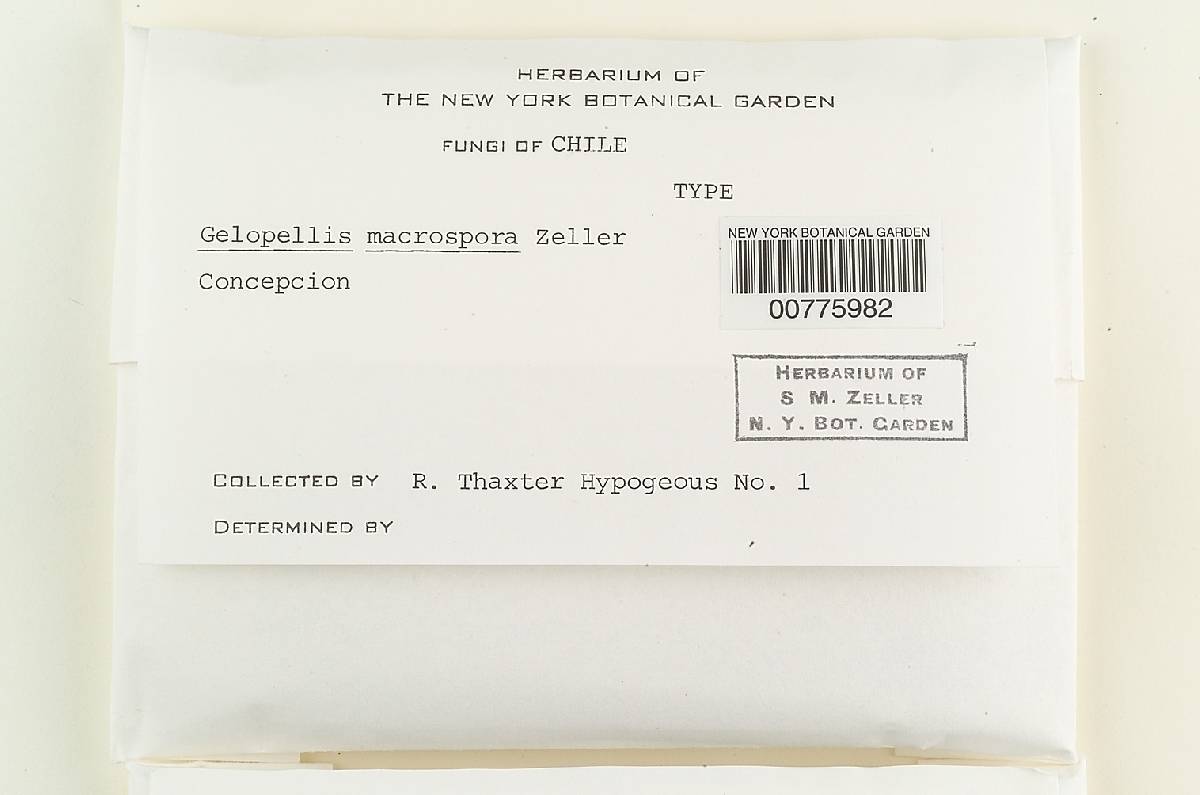 HERBARIUM OF
THE NEW YORK BOTANICAL GARDEN
FUNGI OF CHILE
TYPE
Gelopellis macrospora Zeller
Concepcion
NEW YORK BOTANICAL GARDEN
00775982
HERBARIUM OF
S M. ZELLER
N. Y. BOT. GARDEN
COLLECTED BY R. Thaxter Hypogeous No. 1
DETERMINED BY